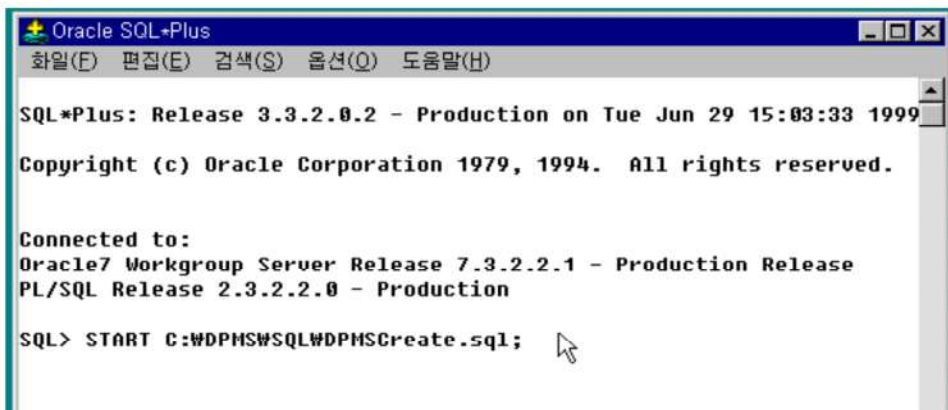 Oracle SQL*Plus
화일(F) 편집(E) 검색(S) 옵션(O) 도움말(H)
SQL*Plus: Release 3.3.2.0.2 - Production on Tue Jun 29 15:03:33 1999
Copyright (c) Oracle Corporation 1979, 1994.  All rights reserved.
Connected to:
Oracle7 Workgroup Server Release 7.3.2.2.1 - Production Release
PL/SQL Release 2.3.2.2.0 - Production
SQL> START C:₩DPMS₩SQL₩DPMSCreate.sql;